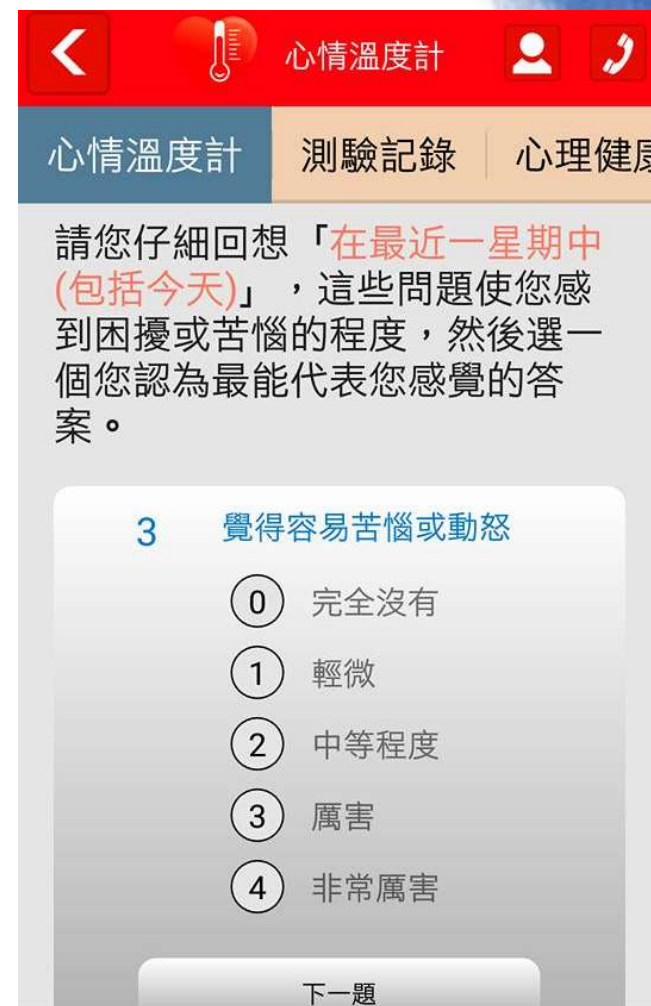 心情溫度計
心情溫度計 測驗記錄 心理健康
請您仔細回想「在最近一星期中
(包括今天)」，這些問題使您感
到困擾或苦惱的程度，然後選一
個您認為最能代表您感覺的答
案。
3 覺得容易苦惱或動怒
0 完全沒有
1 輕微
2 中等程度
3 厲害
4 非常厲害
下一題